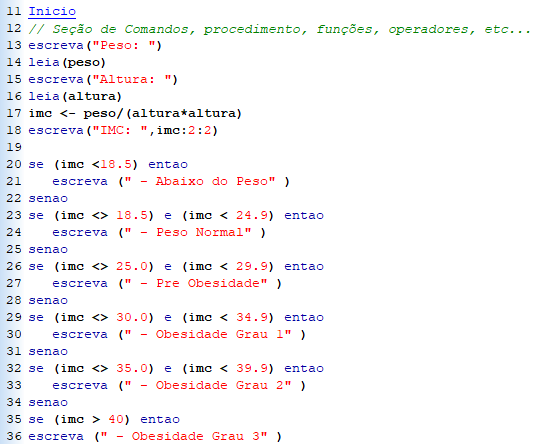 11 Inicio
12 // Seção de Comandos, procedimento, funções, operadores, etc...
13 escreva("Peso: ")
14 leia(peso)
15 escreva("Altura: ")
16 leia(altura)
17 imc <- peso/(altura*altura)
18 escreva("IMC: ",imc:2:2)
19
20 se (imc <18.5) entao
21    escreva (" - Abaixo do Peso" )
22 senao
23 se (imc <> 18.5) e (imc < 24.9) entao
24    escreva (" - Peso Normal" )
25 senao
26 se (imc <> 25.0) e (imc < 29.9) entao
27    escreva (" - Pre Obesidade" )
28 senao
29 se (imc <> 30.0) e (imc < 34.9) entao
30    escreva (" - Obesidade Grau 1" )
31 senao
32 se (imc <> 35.0) e (imc < 39.9) entao
33    escreva (" - Obesidade Grau 2" )
34 senao
35 se (imc > 40) entao
36 escreva (" - Obesidade Grau 3" )